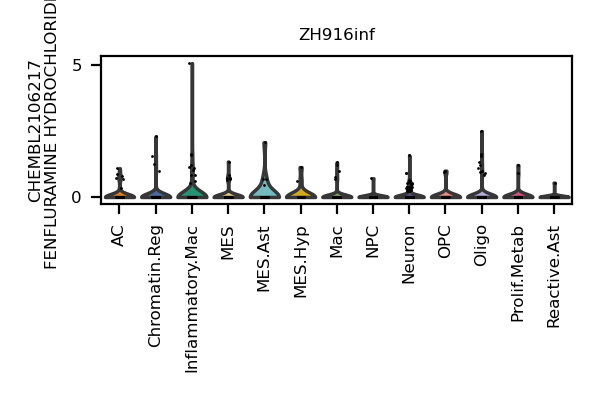 ZH916inf
CHEMBL2106217
FENFLURAMINE HYDROCHLORID
5
0
AC
Chromatin.Reg
Inflammatory.Mac
MES
MES.Ast
MES.Hyp
Mac
NPC
Neuron
OPC
Oligo
Prolif.Metab
Reactive.Ast